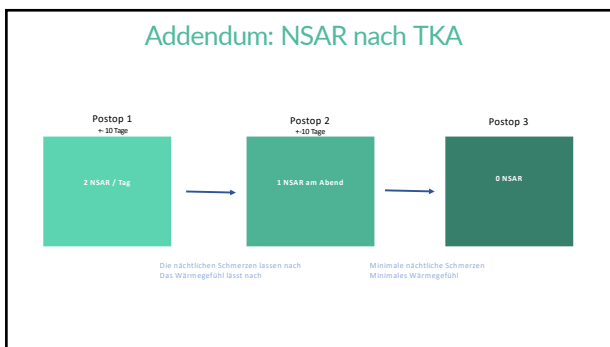 Addendum: NSAR nach TKA
Postop 1
+- 10 Tage
2 NSAR / Tag
Postop 2
+-10 Tage
1 NSAR am Abend
Postop 3
0 NSAR
Die nächtlichen Schmerzen lassen nach
Das Wärmegefühl lässt nach
Minimale nächtliche Schmerzen
Minimales Wärmegefühl